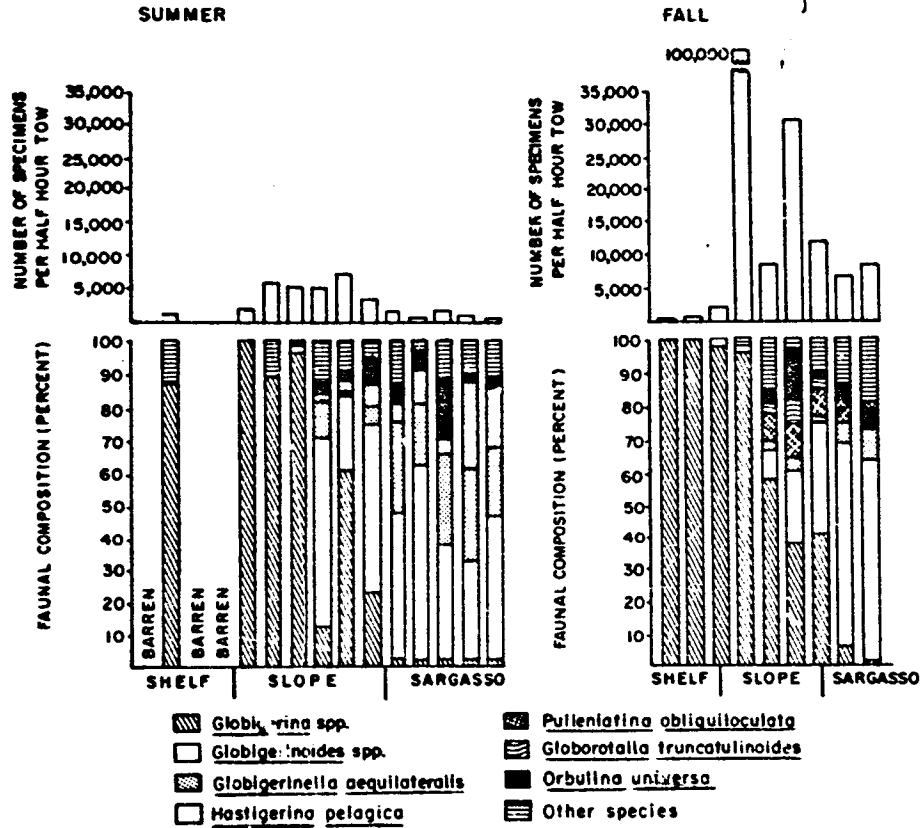 SUMMER
NUMBER OF SPECIMENS
PER HALF HOUR TOW
35,000
30,000
25,000
20,000
15,000
10,000
5,000
FAUNAL COMPOSITION (PERCENT)
100
90
80
70
60
50
40
30
20
10
BARREN
BARREN
BARREN
SHELF
SLOPE
SARGASSO
FALL
100,000
NUMBER OF SPECIMENS
PER HALF HOUR TOW
35,000
30,000
25,000
20,000
15,000
10,000
5,000
FAUNAL COMPOSITION (PERCENT)
100
90
80
70
60
50
40
30
20
10
SHELF
SLOPE
SARGASSO
spp.
spp.
Globigerinella aequilateralis
Hastigerina pelagica
Pulleniatina obliquiloculata
Globorotalia truncatulinoides
Orbulina universa
Other species